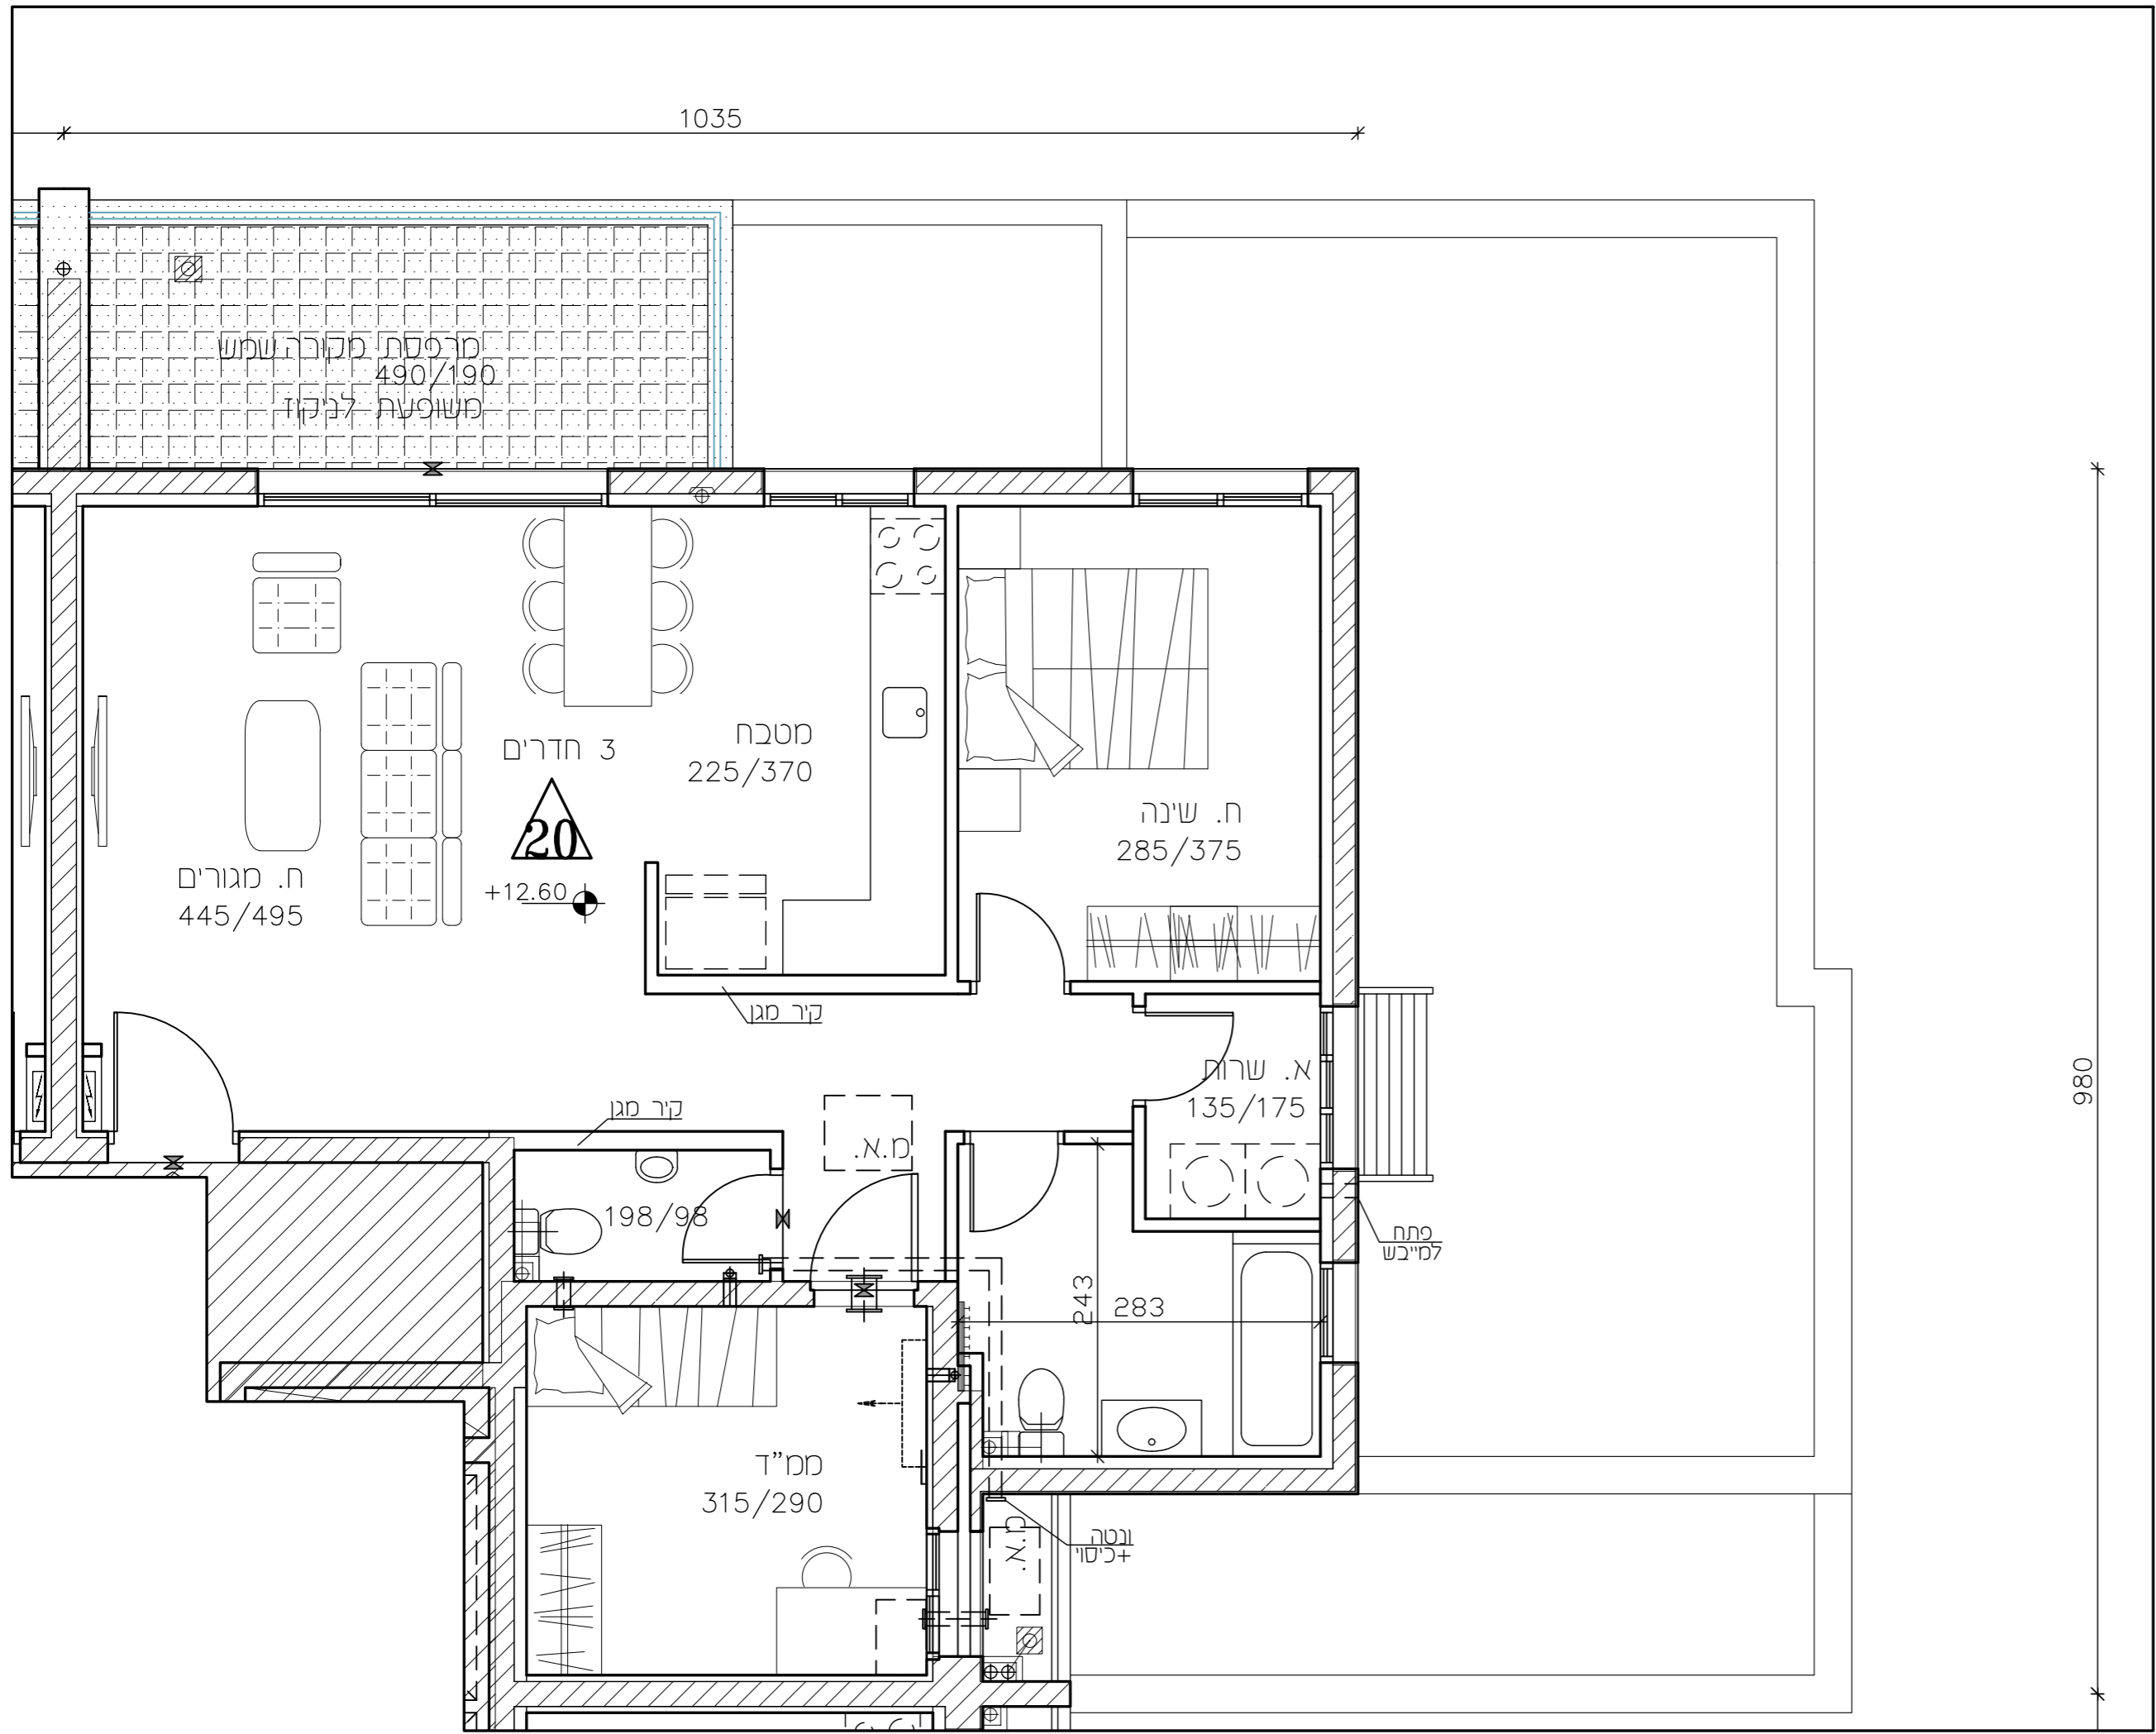 1035
מרפסת מקורה שמש
490/190
משופעת לניקוז
3 חדרים
20
+12.60
מטבח
225/370
ח. שינה
285/375
ח. מגורים
445/495
קיר מגן
א. שרות
135/175
קיר מגן
מ.א.
198/98
980
פתח
למייבש
243
283
ממ"ד
315/290
מ.א.
ונטה
+כיסוי